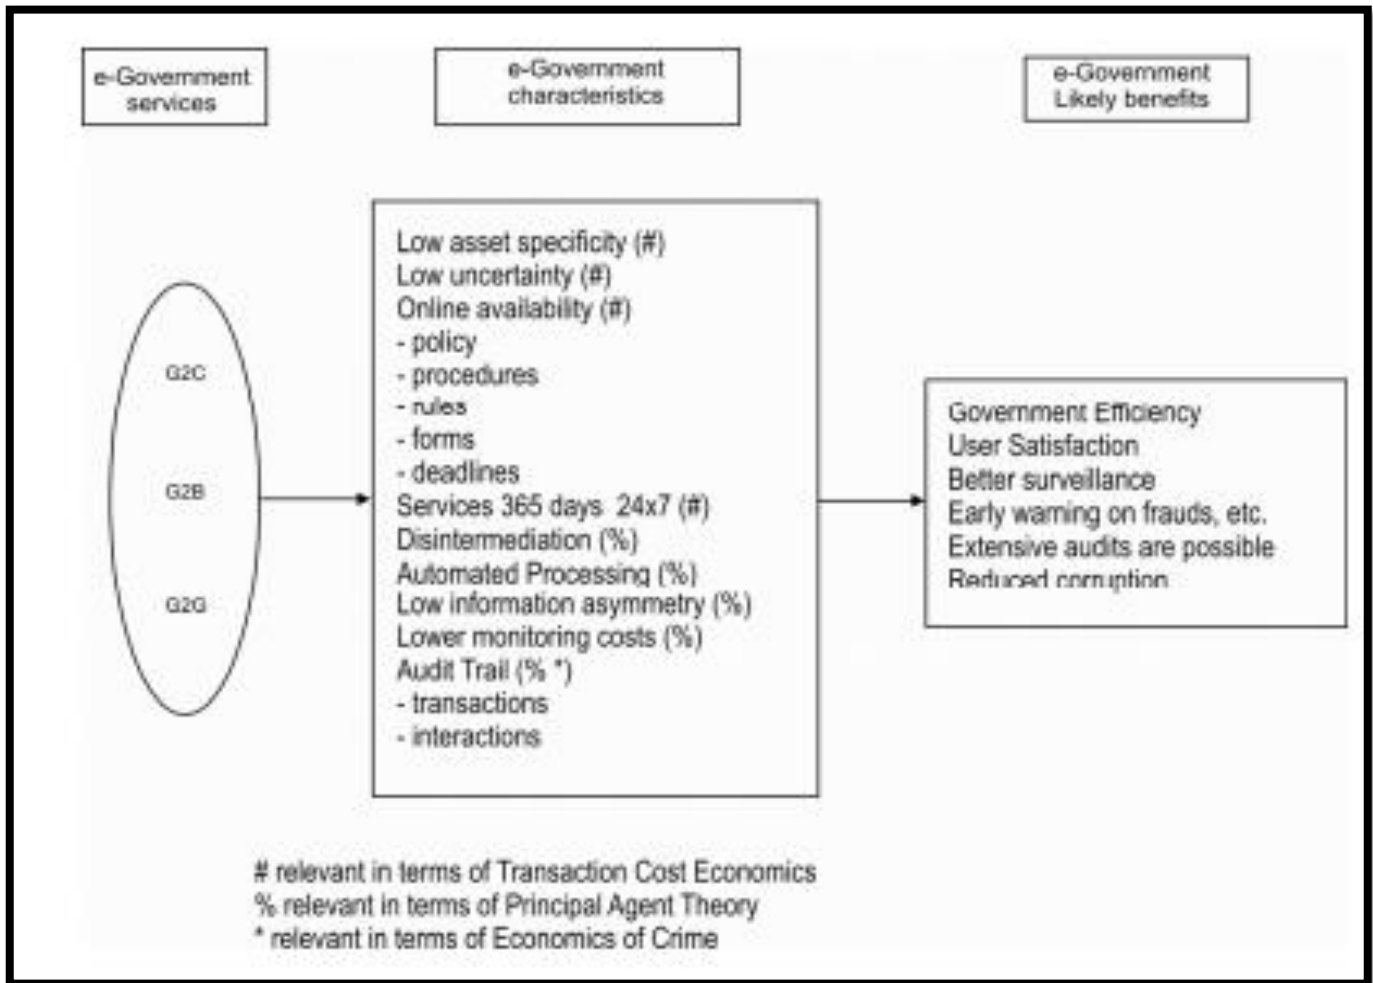 e-Government
services
e-Government
characteristics
e-Government
Likely benefits
G2C
G2B
G2G
Low asset specificity (#)
Low uncertainty (#)
Online availability (#)
- policy
- procedures
- rules
- forms
- deadlines
Services 365 days 24x7 (#)
Disintermediation (%)
Automated Processing (%)
Low information asymmetry (%)
Lower monitoring costs (%)
Audit Trail (% *)
- transactions
- interactions
Government Efficiency
User Satisfaction
Better surveillance
Early warning on frauds, etc.
Extensive audits are possible
Reduced corruption
# relevant in terms of Transaction Cost Economics
% relevant in terms of Principal Agent Theory
* relevant in terms of Economics of Crime